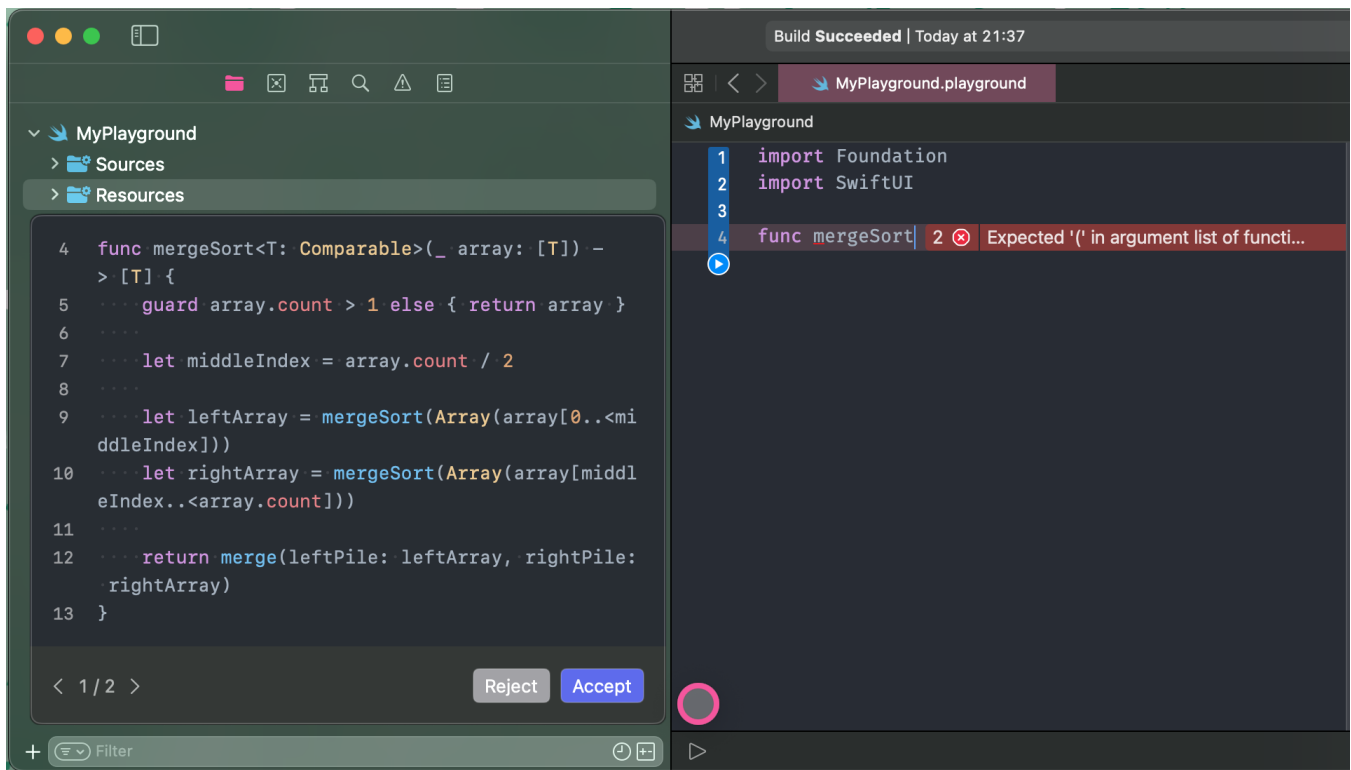 Build Succeeded | Today at 21:37
MyPlayground.playground
MyPlayground
Sources
Resources
4 func mergeSort<T: Comparable>(_ array: [T]) -
> [T] {
5 ····guard array.count > 1 else { return array }
6 ····
7 ····let middleIndex = array.count / 2
8 ····
9 ····let leftArray = mergeSort(Array(array[0..<mi
ddleIndex]))
10 ····let rightArray = mergeSort(Array(array[middl
eIndex..<array.count]))
11 ····
12 ····return merge(leftPile: leftArray, rightPile:
rightArray)
13 }
< 1 / 2 >
Reject Accept
Filter
MyPlayground
1 import Foundation
2 import SwiftUI
3
4 func mergeSort 2 Expected '(' in argument list of functi...